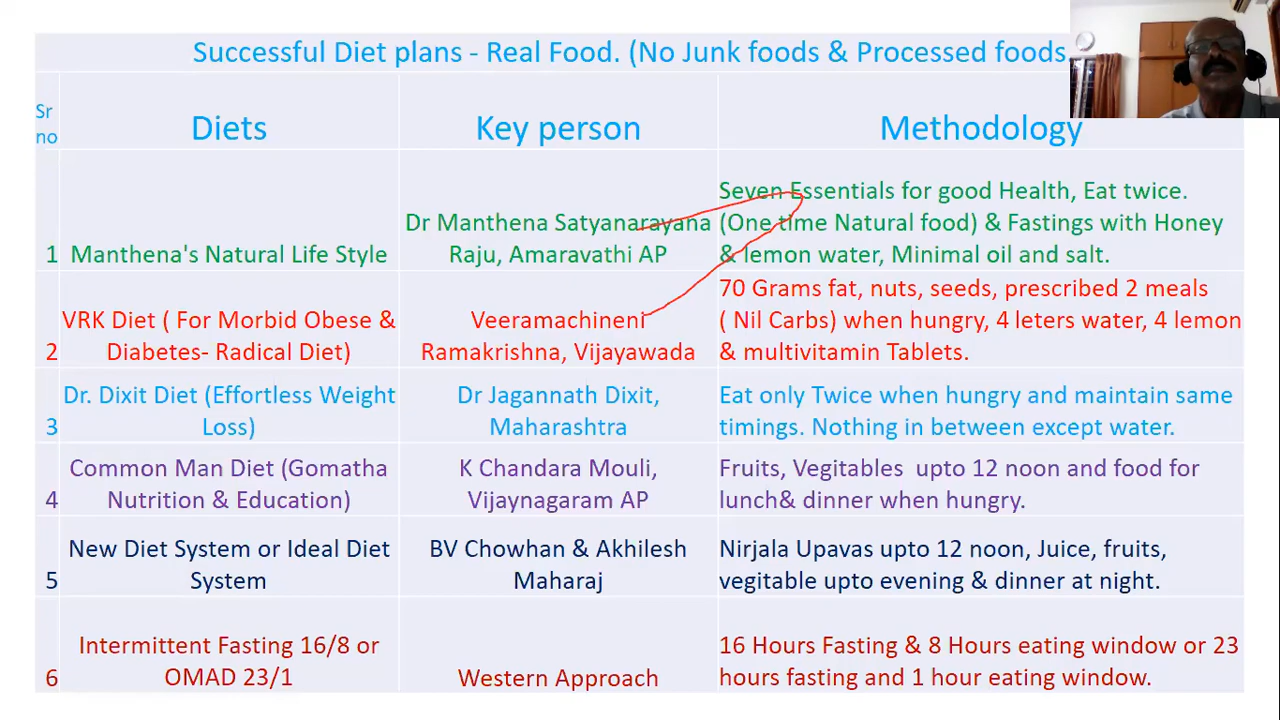 Successful Diet plans - Real Food. (No Junk foods & Processed foods
Sr
no
Diets
Key person
Methodology
1
Manthena's Natural Life Style
Dr Manthena Satyanarayana
Raju, Amaravathi AP
Seven Essentials for good Health, Eat twice.
(One time Natural food) & Fastings with Honey
& lemon water, Minimal oil and salt.
2
VRK Diet ( For Morbid Obese &
Diabetes- Radical Diet)
Veeramachineni
Ramakrishna, Vijayawada
70 Grams fat, nuts, seeds, prescribed 2 meals
( Nil Carbs) when hungry, 4 leters water, 4 lemon
& multivitamin Tablets.
3
Dr. Dixit Diet (Effortless Weight
Loss)
Dr Jagannath Dixit,
Maharashtra
Eat only Twice when hungry and maintain same
timings. Nothing in between except water.
4
Common Man Diet (Gomatha
Nutrition & Education)
K Chandara Mouli,
Vijaynagaram AP
Fruits, Vegitables upto 12 noon and food for
lunch& dinner when hungry.
5
New Diet System or Ideal Diet
System
BV Chowhan & Akhilesh
Maharaj
Nirjala Upavas upto 12 noon, Juice, fruits,
vegitable upto evening & dinner at night.
6
Intermittent Fasting 16/8 or
OMAD 23/1
Western Approach
16 Hours Fasting & 8 Hours eating window or 23
hours fasting and 1 hour eating window.